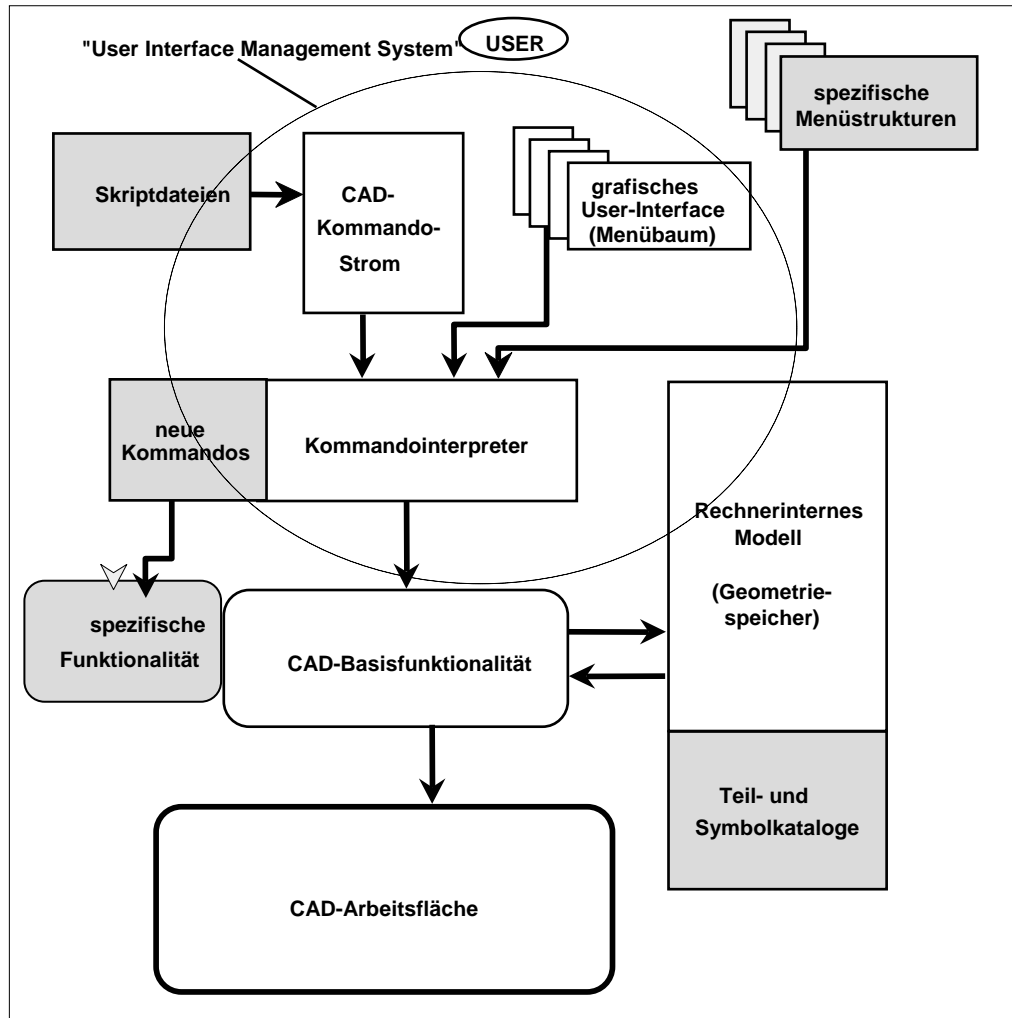 "User Interface Management System"
USER
spezifische
Menüstrukturen
Skriptdateien
CAD-
Kommando-
Strom
grafisches
User-Interface
(Menübaum)
neue
Kommandos
Kommandointerpreter
Rechnerinternes
Modell
(Geometrie-
speicher)
spezifische
Funktionalität
CAD-Basisfunktionalität
Teil- und
Symbolkataloge
CAD-Arbeitsfläche